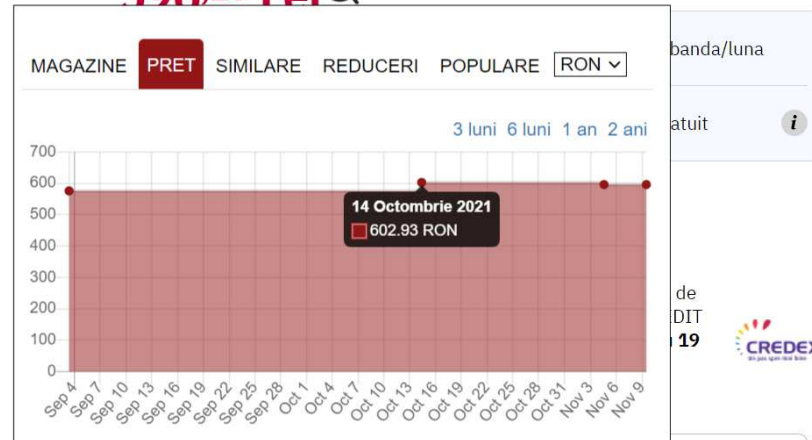 MAGAZINE PRET SIMILARE REDUCERI POPULARE RON
3 luni 6 luni 1 an 2 ani
700
600
500
400
300
200
100
0
14 Octombrie 2021
602.93 RON
Sep 4 Sep 7 Sep 10 Sep 13 Sep 16 Sep 19 Sep 22 Sep 25 Sep 28 Oct 1 Oct 4 Oct 7 Oct 10 Oct 13 Oct 16 Oct 19 Oct 22 Oct 25 Oct 28 Oct 31 Nov 3 Nov 6 Nov 9
banda/luna
atuit i
de
EDIT
19
CREDEX